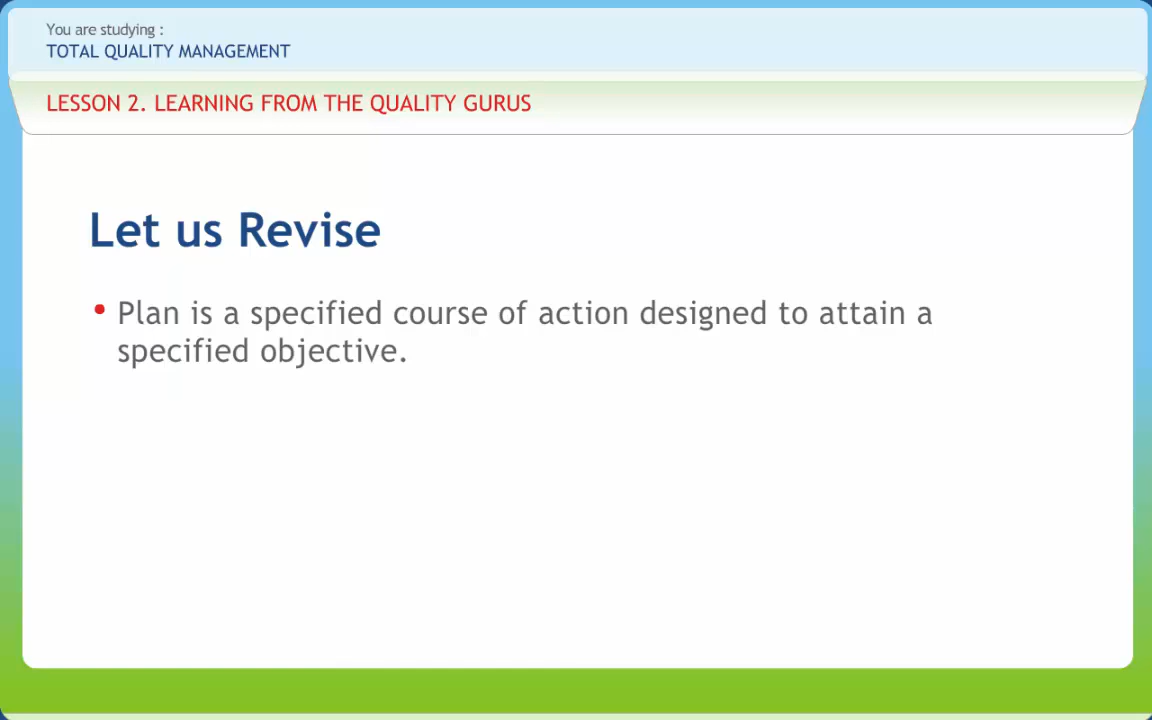 You are studying :
TOTAL QUALITY MANAGEMENT
LESSON 2. LEARNING FROM THE QUALITY GURUS
Let us Revise
• Plan is a specified course of action designed to attain a
specified objective.